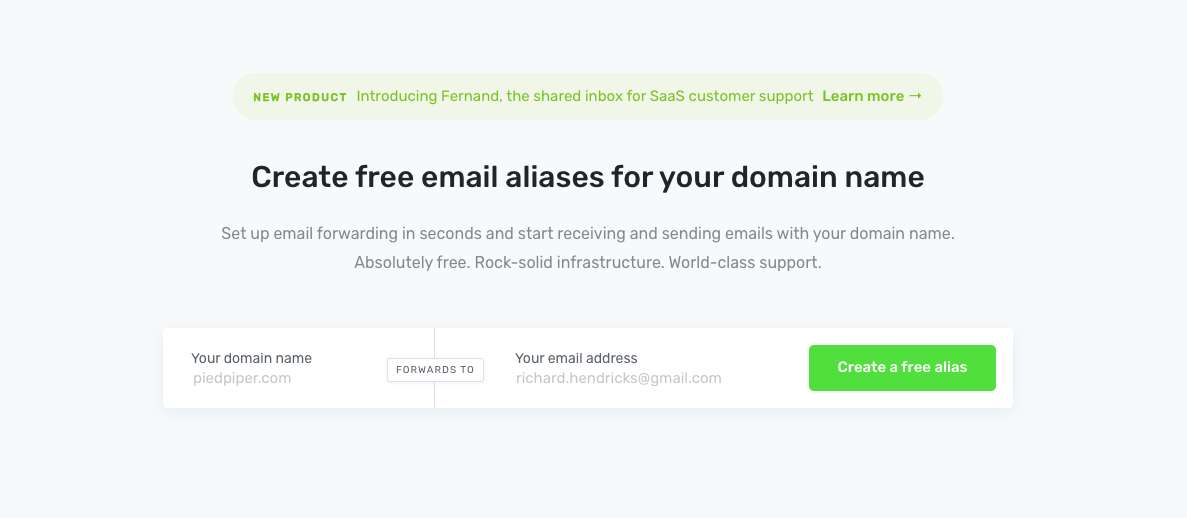 NEW PRODUCT Introducing Fernand, the shared inbox for SaaS customer support Learn more →
Create free email aliases for your domain name
Set up email forwarding in seconds and start receiving and sending emails with your domain name.
Absolutely free. Rock-solid infrastructure. World-class support.
Your domain name
piedpiper.com
FORWARDS TO
Your email address
richard.hendricks@gmail.com
Create a free alias